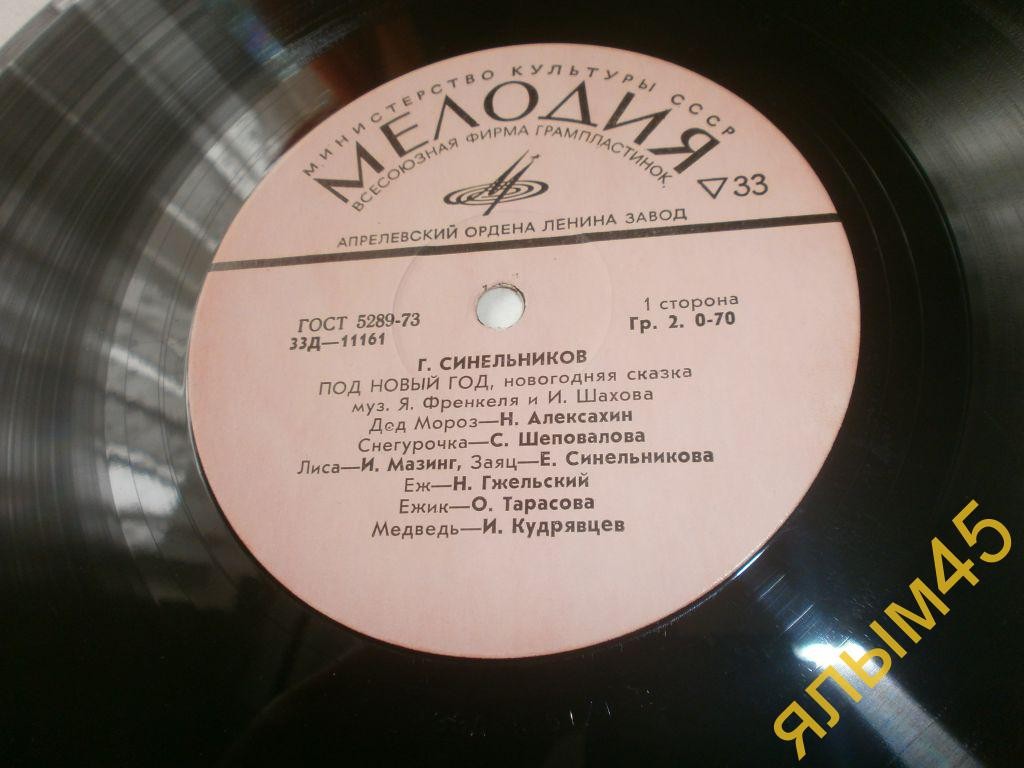 МИНИСТЕРСТВО КУЛЬТУРЫ СССР
МЕЛОДИЯ
ВСЕСОЮЗНАЯ ФИРМА ГРАМПЛАСТИНОК
33
АПРЕЛЕВСКИЙ ОРДЕНА ЛЕНИНА ЗАВОД
ГОСТ 5289-73
33Д—11161
1 сторона
Гр. 2. 0-70
Г. СИНЕЛЬНИКОВ
ПОД НОВЫЙ ГОД, новогодняя сказка
муз. Я. Френкеля и И. Шахова
Дед Мороз—Н. Алексахин
Снегурочка—С. Шеповалова
Лиса—И. Мазинг, Заяц—Е. Синельникова
Еж—Н. Гжельский
Ежик—О. Тарасова
Медведь—И. Кудрявцев
ЯЛЫМ45